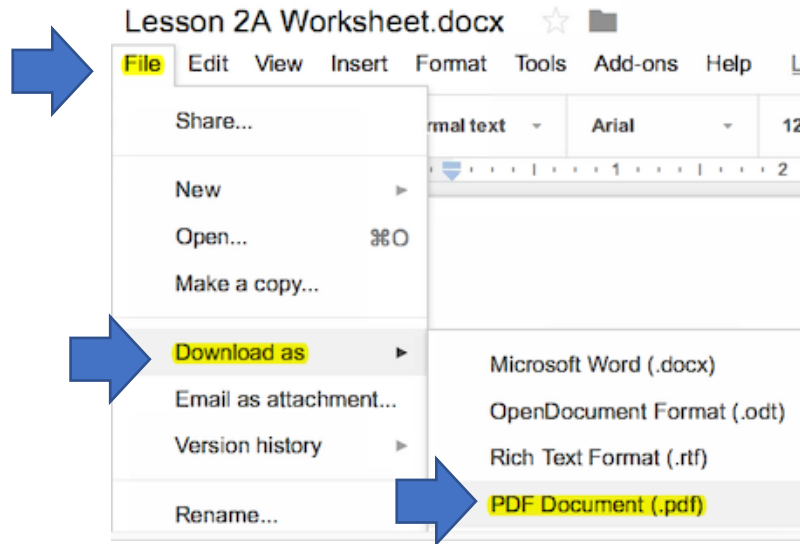 Lesson 2A Worksheet.docx
File Edit View Insert Format Tools Add-ons Help
Share...
rmal text Arial 12
1 2
New
Open... ⌘O
Make a copy...
Download as
Microsoft Word (.docx)
Email as attachment...
OpenDocument Format (.odt)
Version history
Rich Text Format (.rtf)
PDF Document (.pdf)
Rename...